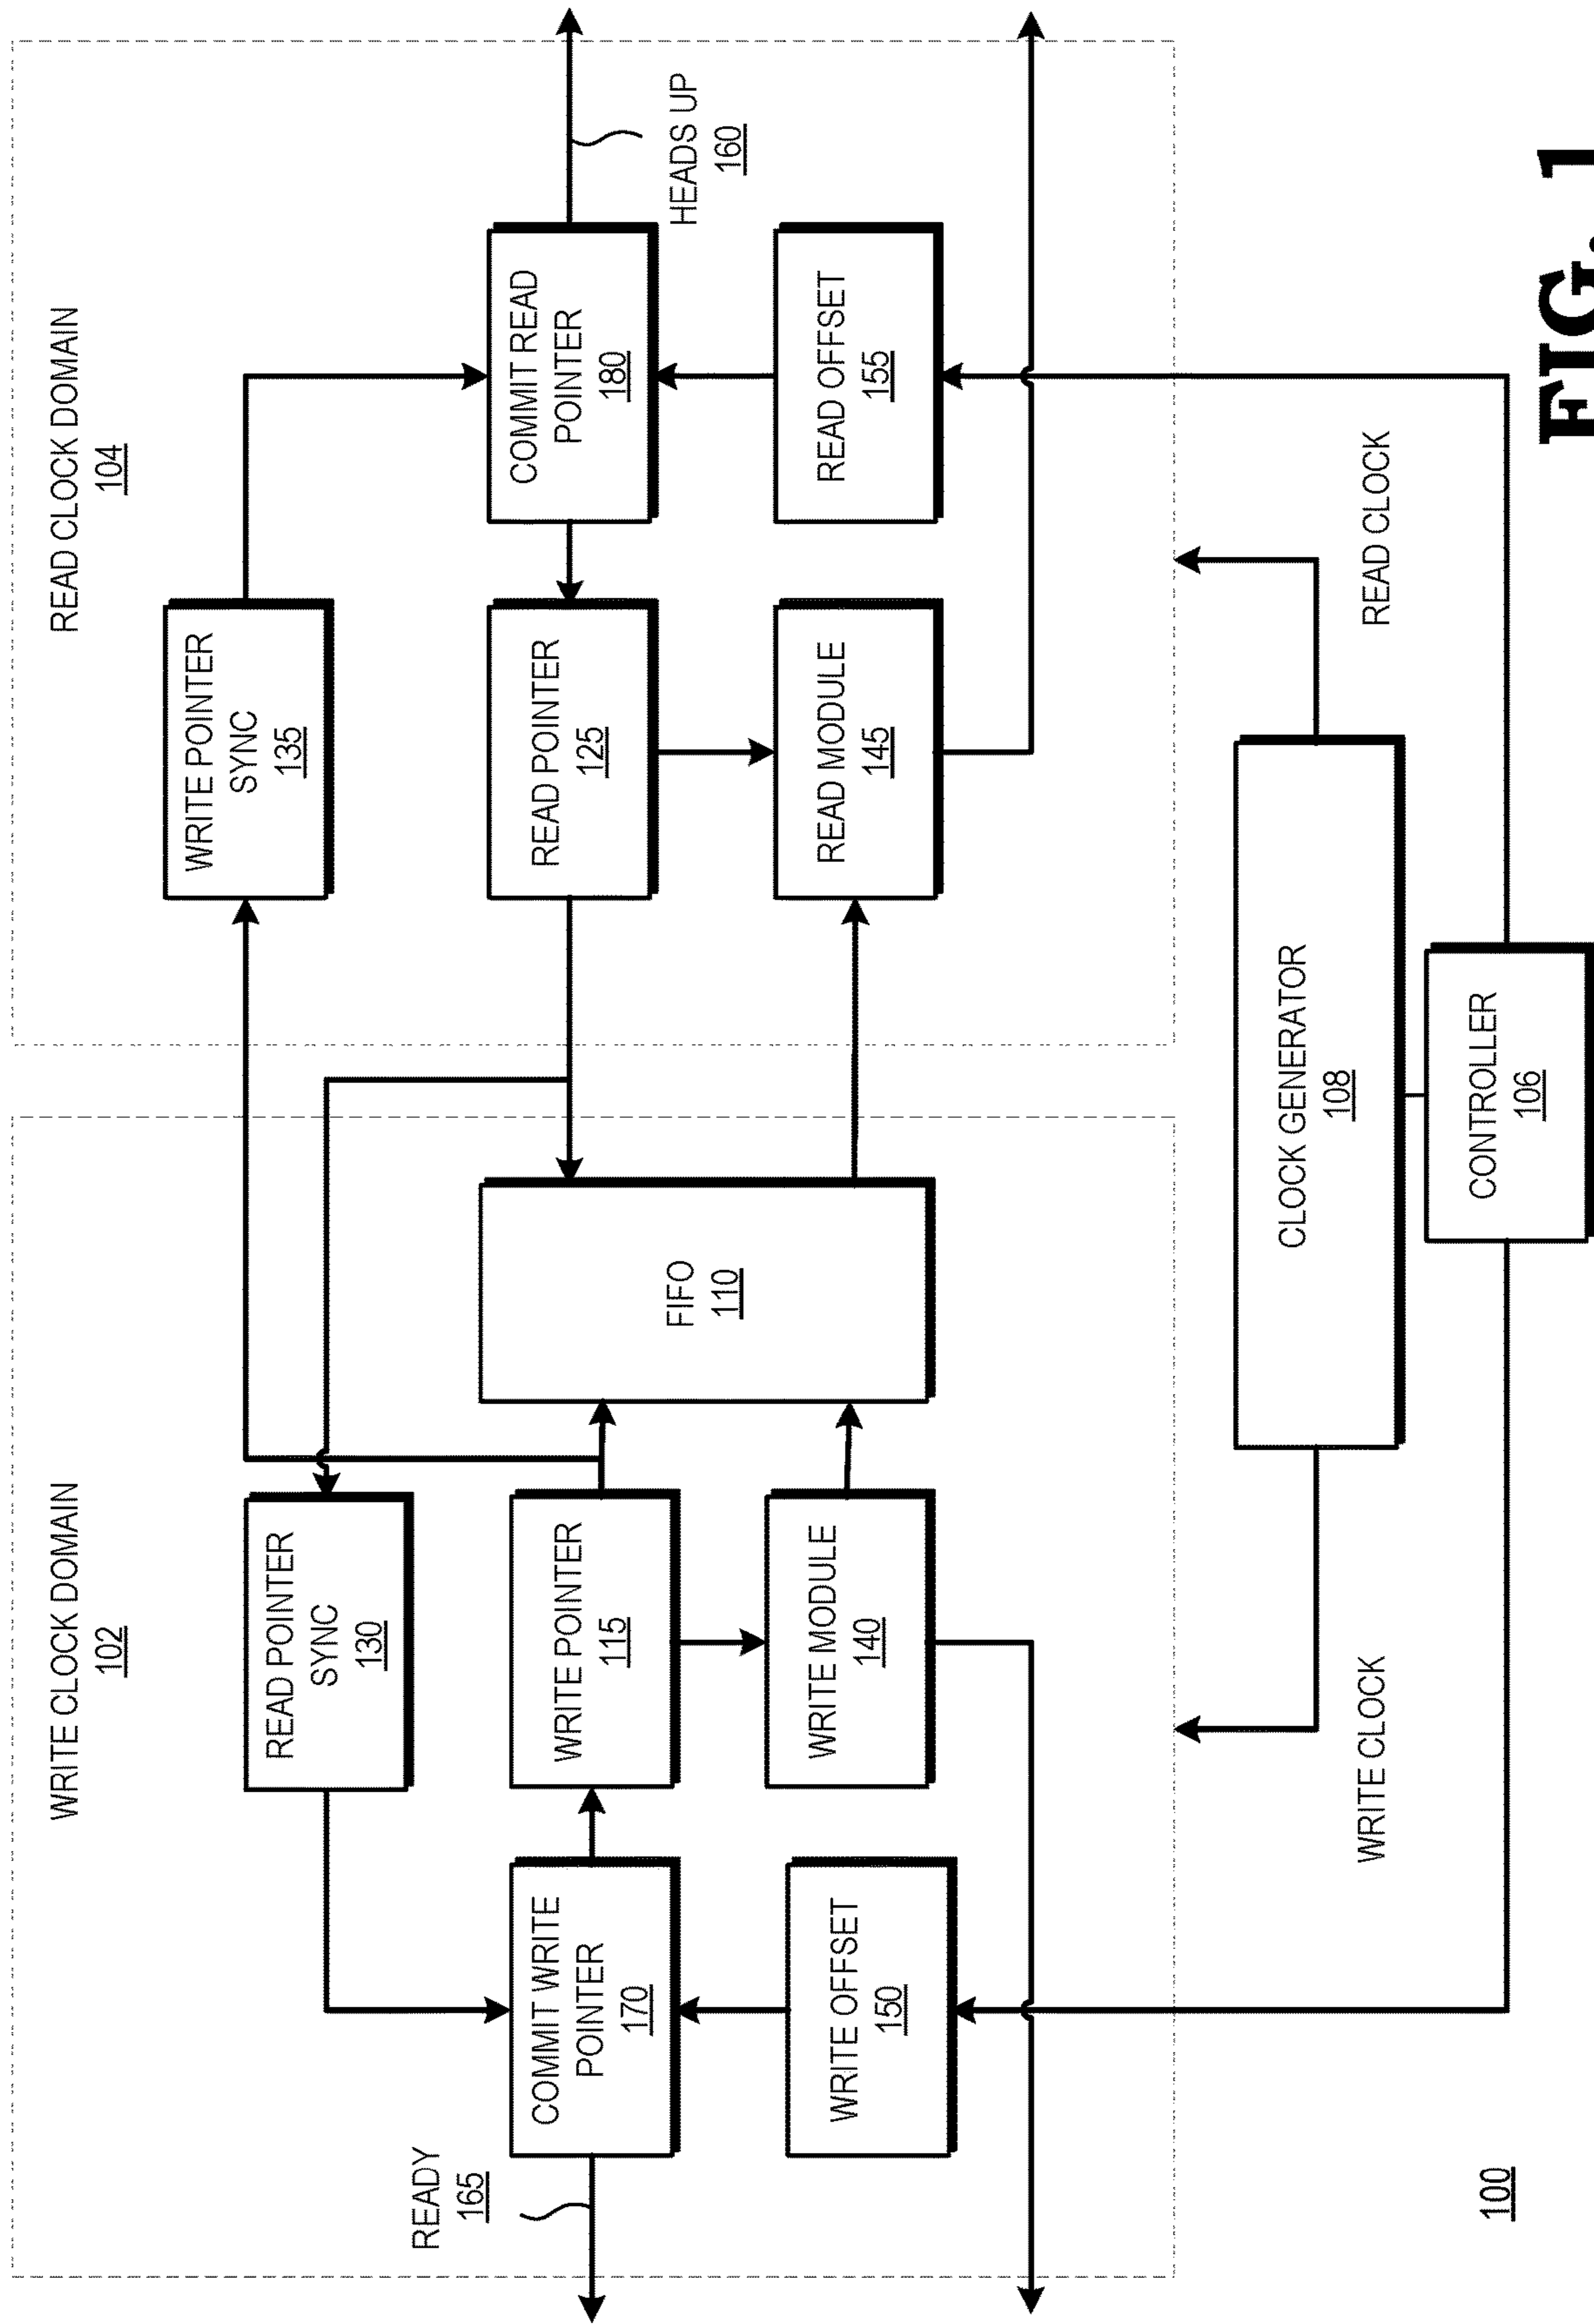 WRITE CLOCK DOMAIN
102
READ CLOCK DOMAIN
104
READ POINTER
SYNC
130
WRITE POINTER
SYNC
135
READY
165
COMMIT WRITE
POINTER
170
WRITE POINTER
115
FIFO
110
READ POINTER
125
COMMIT READ
POINTER
180
HEADS UP
160
WRITE OFFSET
150
WRITE MODULE
140
READ MODULE
145
READ OFFSET
155
WRITE CLOCK
CLOCK GENERATOR
108
READ CLOCK
CONTROLLER
106
100
FIG. 1